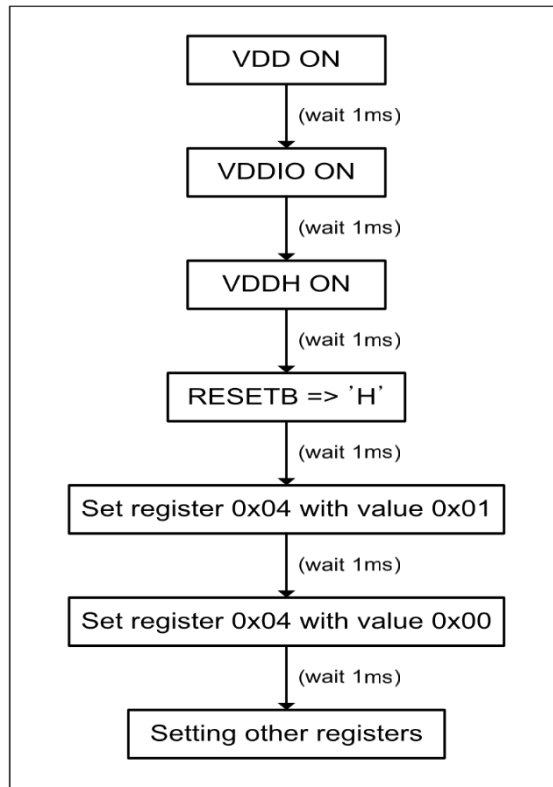 VDD ON
(wait 1ms)
VDDIO ON
(wait 1ms)
VDDH ON
(wait 1ms)
RESETB => 'H'
(wait 1ms)
Set register 0x04 with value 0x01
(wait 1ms)
Set register 0x04 with value 0x00
(wait 1ms)
Setting other registers